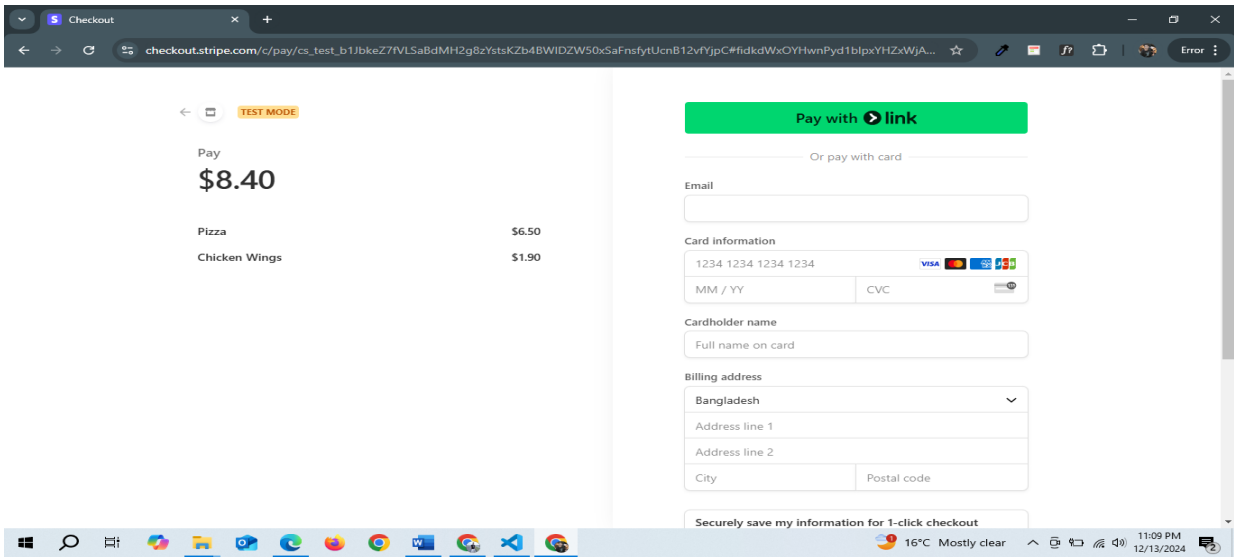 Checkout
checkout.stripe.com/c/pay/cs_test_b1JbkeZ7fVLSaBdMH2g8zYstsKZb4BWIDZW50xSaFnsfytUcnB12vfYjpC#fidkdWxOYHwnPyd1blpxYHZxWjA...
Error
TEST MODE
Pay
$8.40
Pizza $6.50
Chicken Wings $1.90
Pay with link
Or pay with card
Email
Card information
1234 1234 1234 1234 VISA
MM / YY CVC
Cardholder name
Full name on card
Billing address
Bangladesh
Address line 1
Address line 2
City Postal code
Securely save my information for 1-click checkout
16°C Mostly clear
11:09 PM
12/13/2024
2